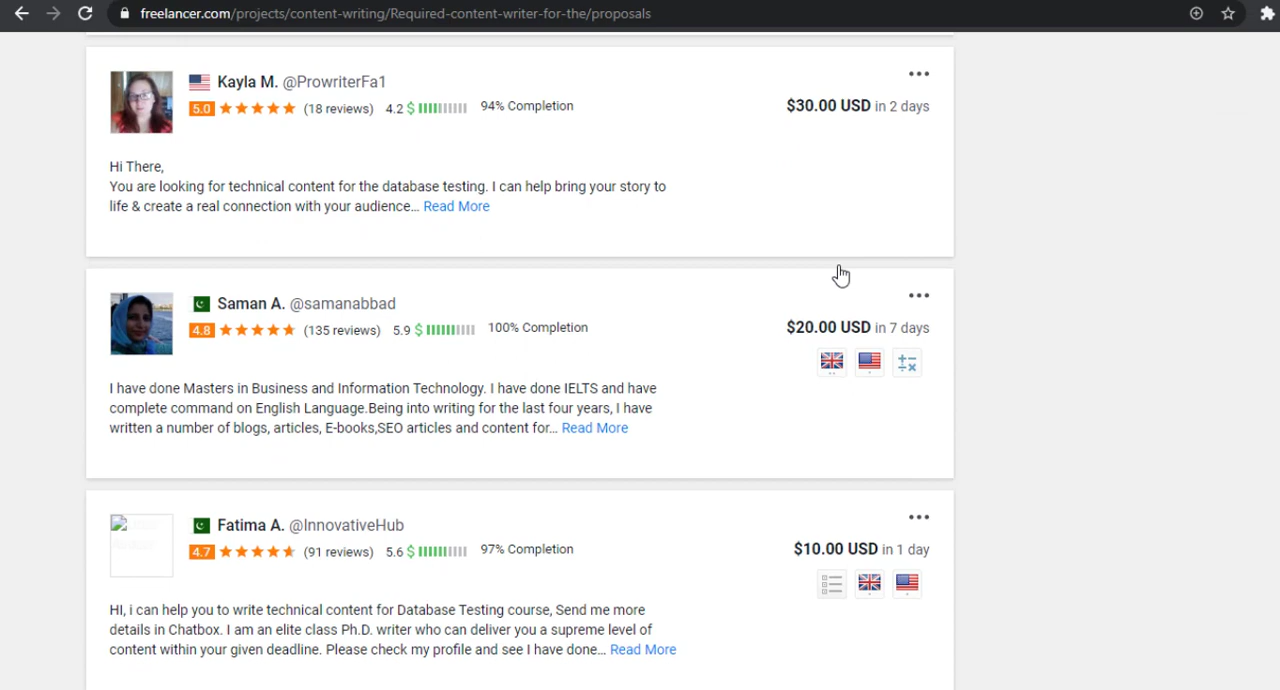 freelancer.com/projects/content-writing/Required-content-writer-for-the/proposals
Kayla M. @ProwriterFa1
5.0 (18 reviews) 4.2 $ 94% Completion
$30.00 USD in 2 days
Hi There,
You are looking for technical content for the database testing. I can help bring your story to
life & create a real connection with your audience... Read More
Saman A. @samanabbad
4.8 (135 reviews) 5.9 $ 100% Completion
$20.00 USD in 7 days
I have done Masters in Business and Information Technology. I have done IELTS and have
complete command on English Language.Being into writing for the last four years, I have
written a number of blogs, articles, E-books,SEO articles and content for... Read More
Fatima A. @InnovativeHub
4.7 (91 reviews) 5.6 $ 97% Completion
$10.00 USD in 1 day
HI, i can help you to write technical content for Database Testing course, Send me more
details in Chatbox. I am an elite class Ph.D. writer who can deliver you a supreme level of
content within your given deadline. Please check my profile and see I have done... Read More